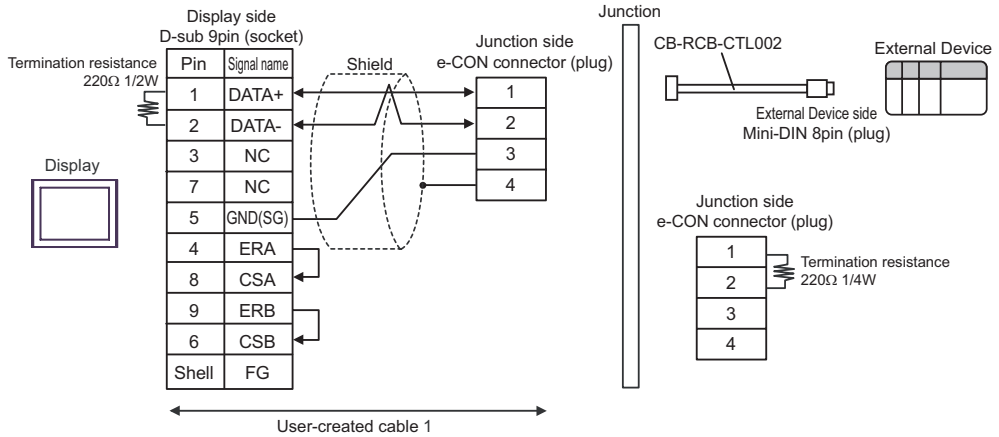 Display side
D-sub 9pin (socket)
Termination resistance
220Ω 1/2W
Pin Signal name
1 DATA+
2 DATA-
3 NC
7 NC
5 GND(SG)
4 ERA
8 CSA
9 ERB
6 CSB
Shell FG
Display
Shield
Junction side
e-CON connector (plug)
1
2
3
4
User-created cable 1
Junction
CB-RCB-CTL002
External Device
External Device side
Mini-DIN 8pin (plug)
Junction side
e-CON connector (plug)
1
2
3
4
Termination resistance
220Ω 1/4W